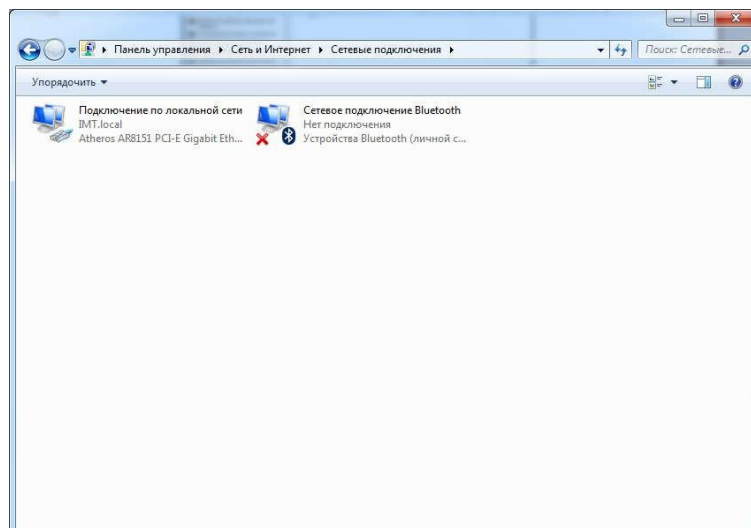 Панель управления ▸ Сеть и Интернет ▸ Сетевые подключения ▸
Поиск: Сетевые...
Упорядочить
Подключение по локальной сети
IMT.local
Atheros AR8151 PCI-E Gigabit Eth...
Сетевое подключение Bluetooth
Нет подключения
Устройства Bluetooth (личной с...